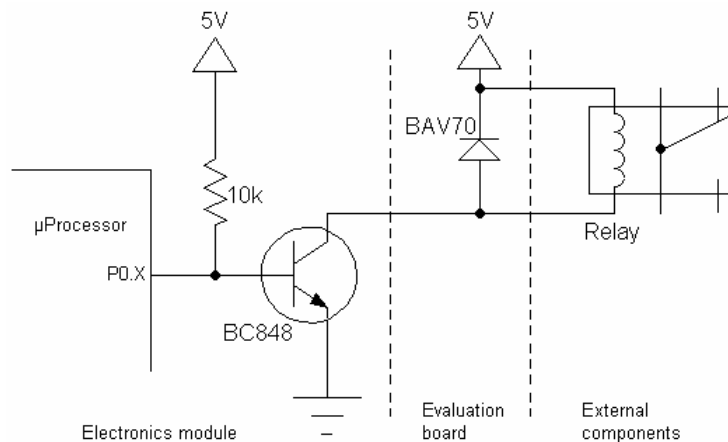 5V
5V
BAV70
10k
µProcessor
Relay
P0.X
BC848
Electronics module
Evaluation
board
External
components